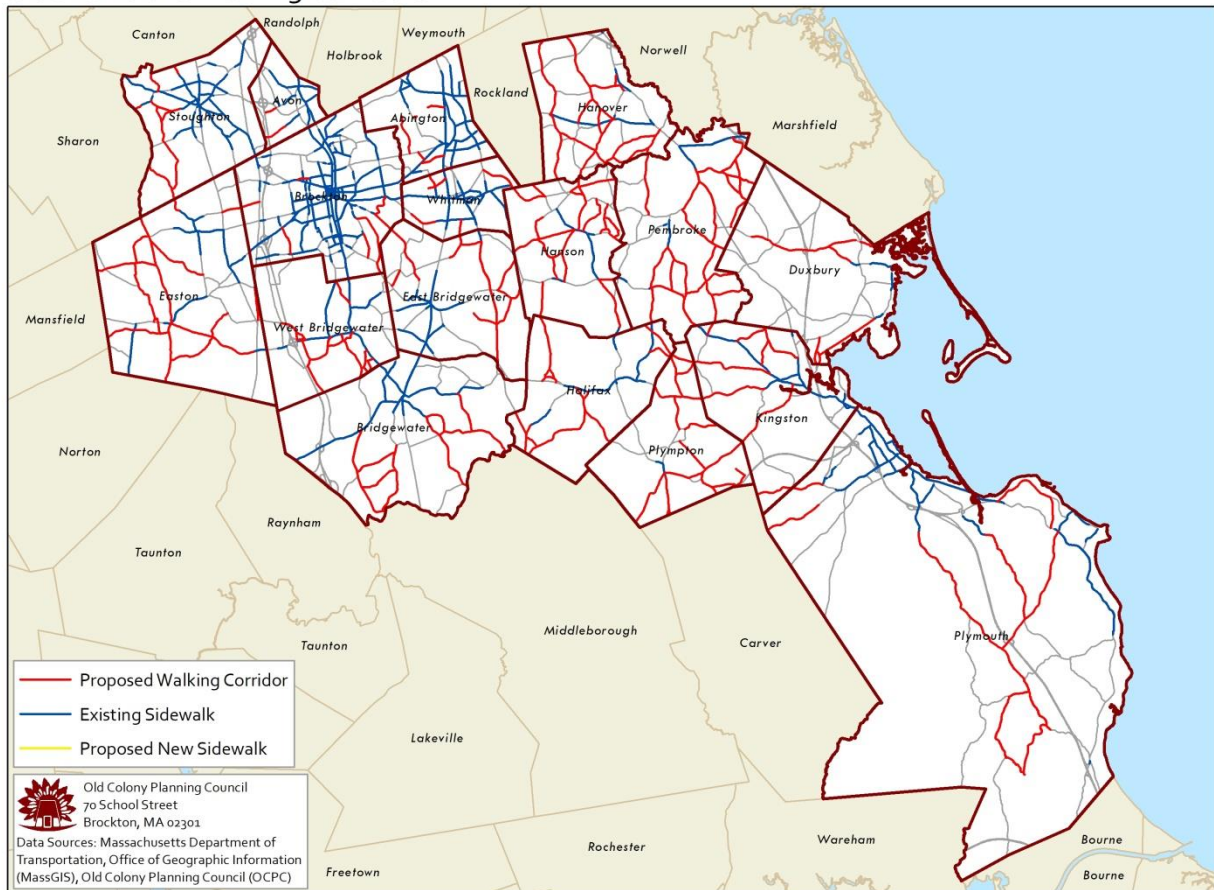 Canton
Randolph
Holbrook
Weymouth
Norwell
Rockland
Sharon
Stoughton
Avon
Abington
Hanover
Marshfield
Brockton
Whitman
Hanson
Pembroke
Duxbury
Mansfield
Easton
East Bridgewater
West Bridgewater
Halifax
Kingston
Bridgewater
Plympton
Norton
Raynham
Taunton
Taunton
Middleborough
Carver
Plymouth
Lakeville
Rochester
Wareham
Bourne
Bourne
Freetown
Proposed Walking Corridor
Existing Sidewalk
Proposed New Sidewalk
Old Colony Planning Council
70 School Street
Brockton, MA 02301
Data Sources: Massachusetts Department of
Transportation, Office of Geographic Information
(MassGIS), Old Colony Planning Council (OCPC)